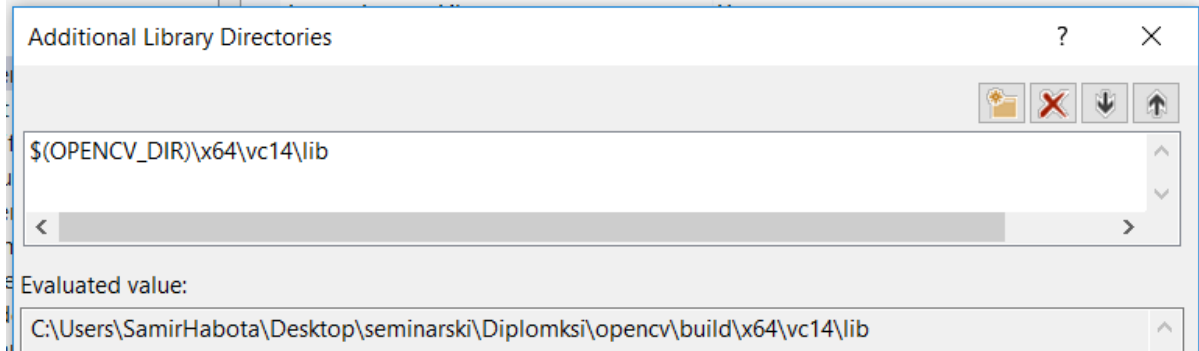 Additional Library Directories
$(OPENCV_DIR)\x64\vc14\lib
Evaluated value:
C:\Users\SamirHabota\Desktop\seminarski\Diplomksi\opencv\build\x64\vc14\lib